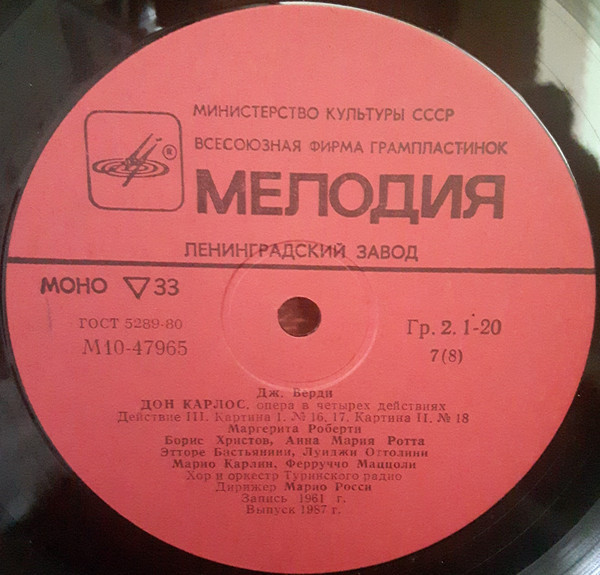 МИНИСТЕРСТВО КУЛЬТУРЫ СССР
ВСЕСОЮЗНАЯ ФИРМА ГРАМПЛАСТИНОК
®
МЕЛОДИЯ
ЛЕНИНГРАДСКИЙ ЗАВОД
МОНО ▽ 33
ГОСТ 5289-80
Гр. 2. 1-20
М10-47965
7(8)
Дж. Верди
ДОН КАРЛОС, опера в четырех действиях
Действие III. Картина I. № 16, 17. Картина II. № 18
Маргерита Роберти
Борис Христов, Анна Мария Ротта
Этторе Бастьянини, Луиджи Оттолини
Марио Карлин, Ферруччо Маццоли
Хор и оркестр Туринского радио
Дирижер Марио Росси
Запись 1961 г.
Выпуск 1987 г.